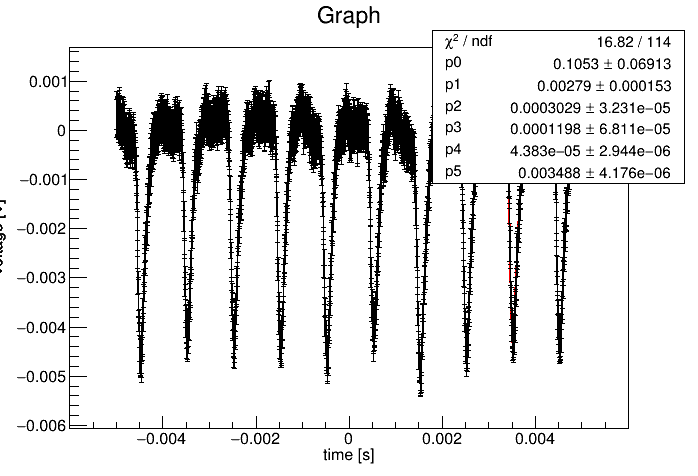 Graph
χ² / ndf 16.82 / 114
p0 0.1053 ± 0.06913
p1 0.00279 ± 0.000153
p2 0.0003029 ± 3.231e−05
p3 0.0001198 ± 6.811e−05
p4 4.383e−05 ± 2.944e−06
p5 0.003488 ± 4.176e−06
0.001
0
−0.001
−0.002
−0.003
−0.004
−0.005
−0.006
−0.004 −0.002 0 0.002 0.004
time [s]